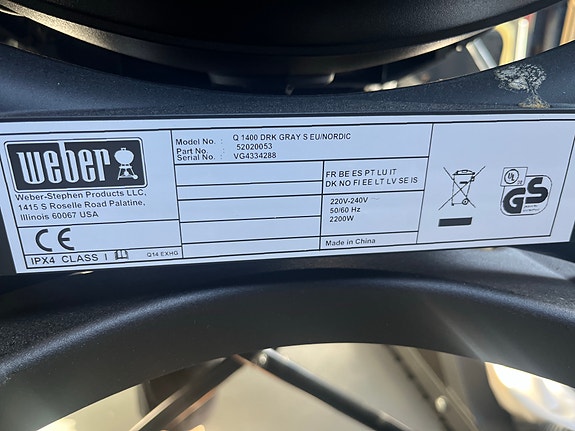 weber
Weber-Stephen Products LLC.
1415 S Roselle Road Palatine,
Illinois 60067 USA
CE
IPX4 CLASS I
Q14 EXHG
Model No. : Q 1400 DRK GRAY S EU/NORDIC
Part No. : 52020053
Serial No. : VG4334288
FR BE ES PT LU IT
DK NO FI EE LT LV SE IS
220V-240V
50/60 Hz
2200W
Made in China
UL
GS